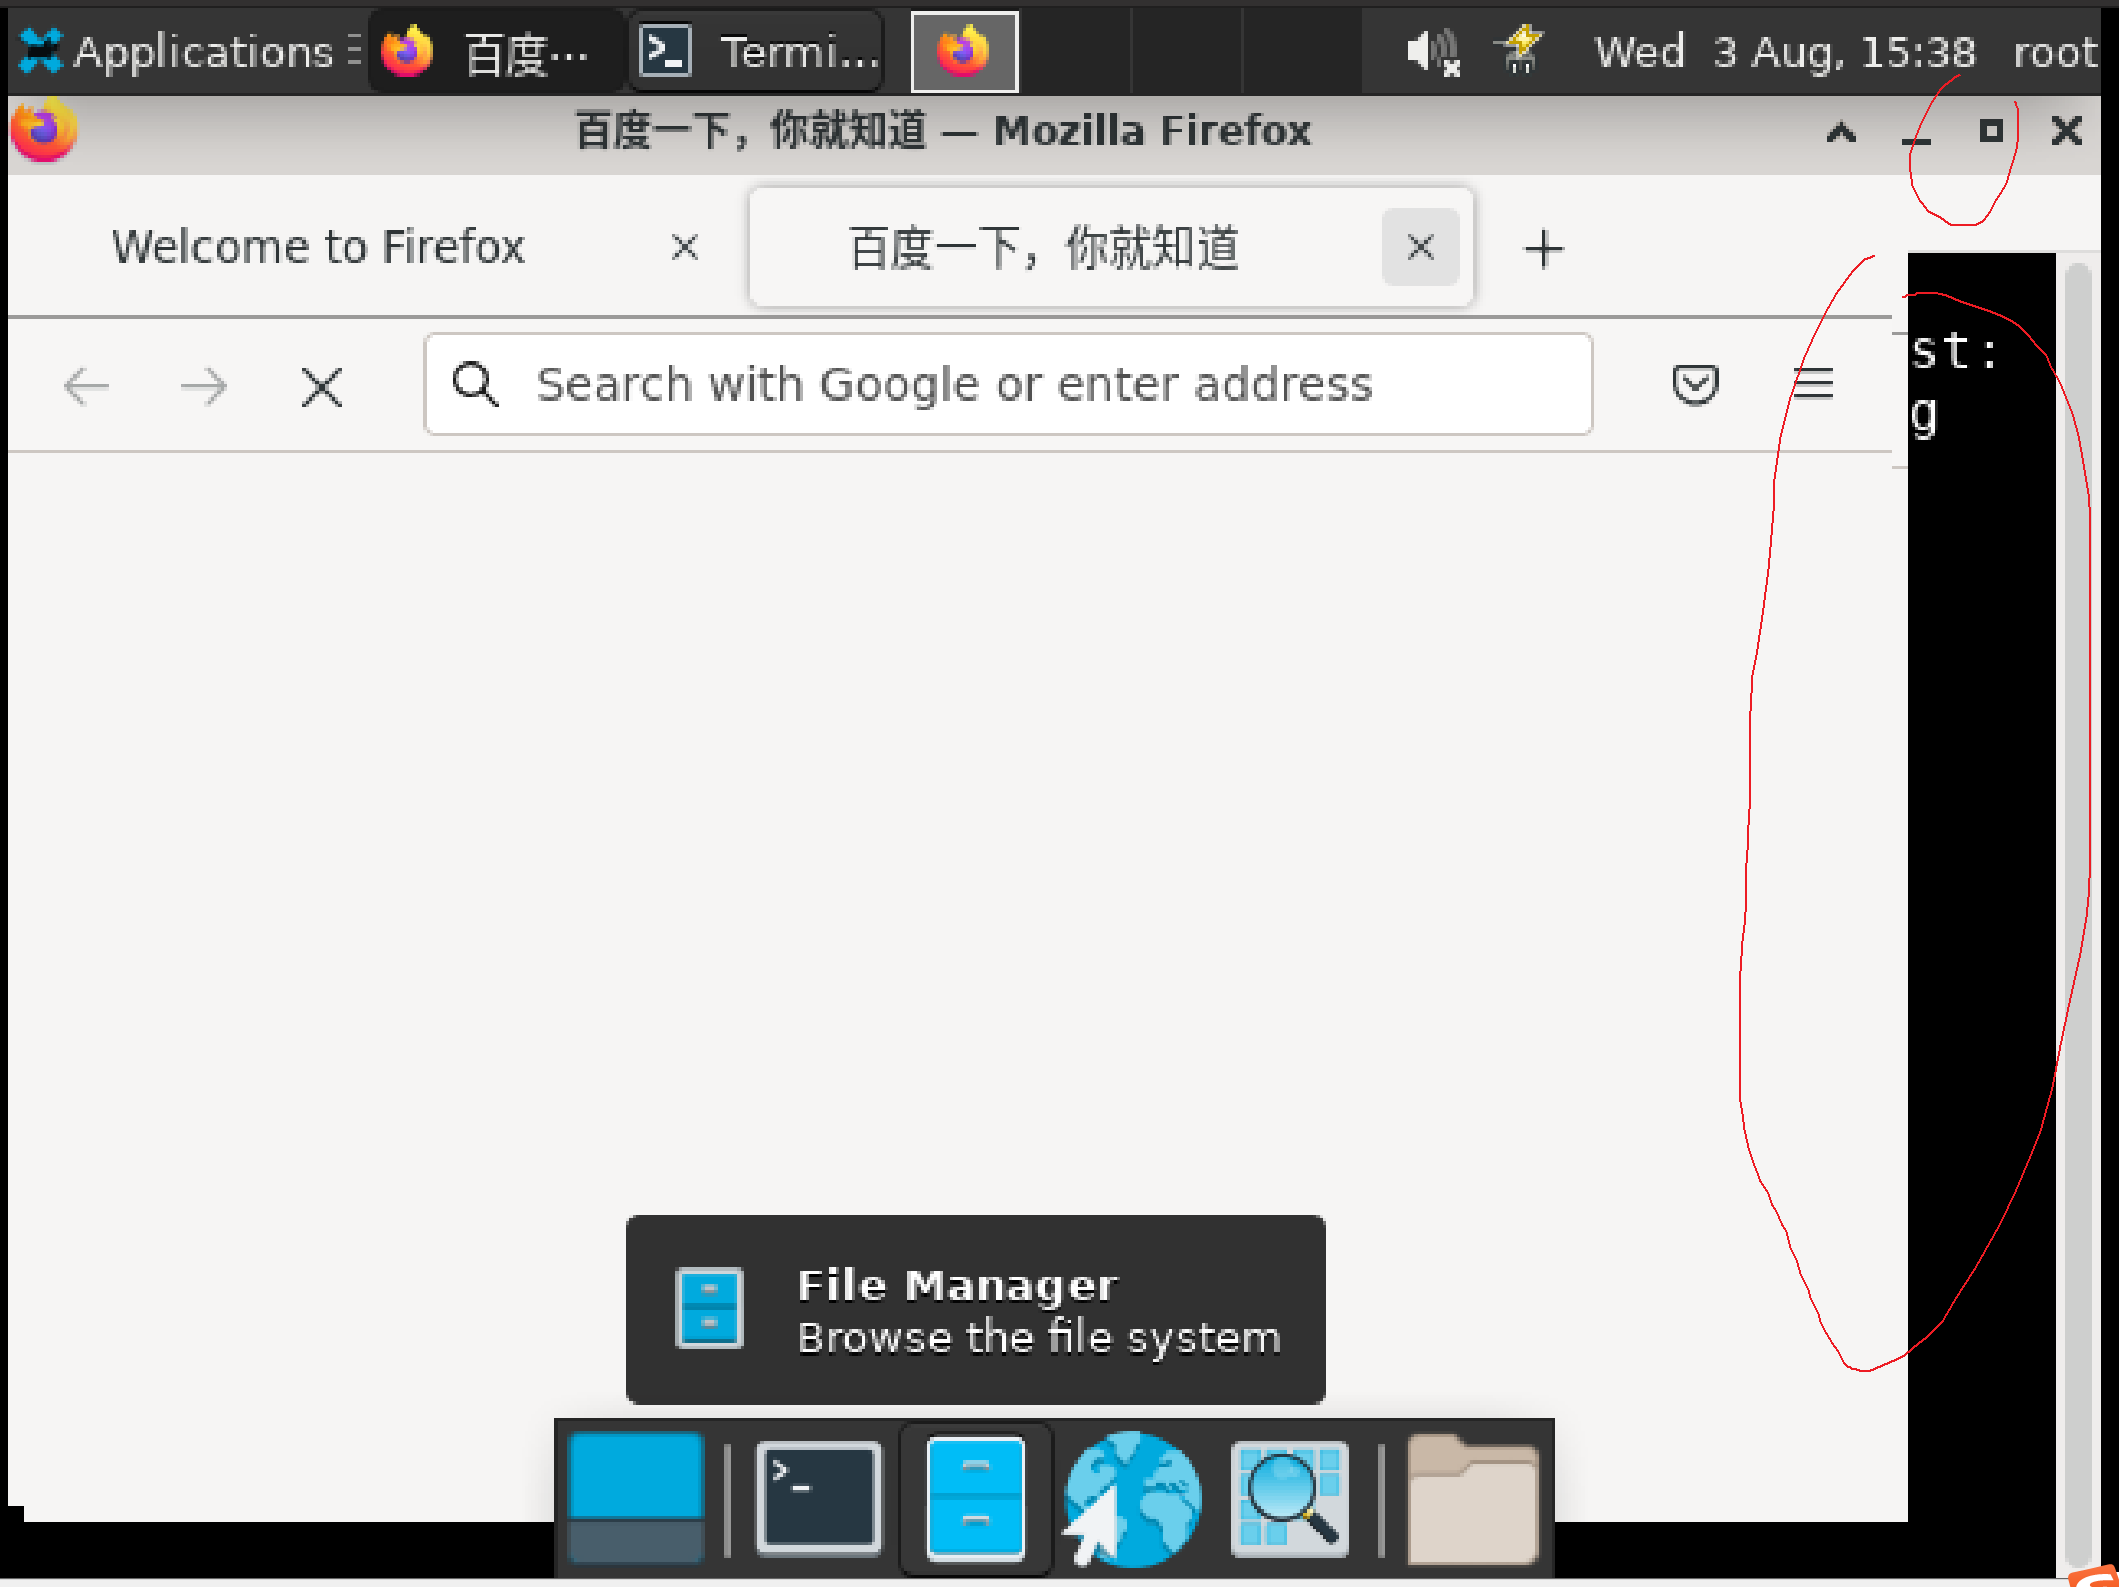 Applications 百度… Termi... Wed 3 Aug, 15:38 root
百度一下，你就知道 — Mozilla Firefox
Welcome to Firefox 百度一下，你就知道
Search with Google or enter address
st:
g
File Manager
Browse the file system